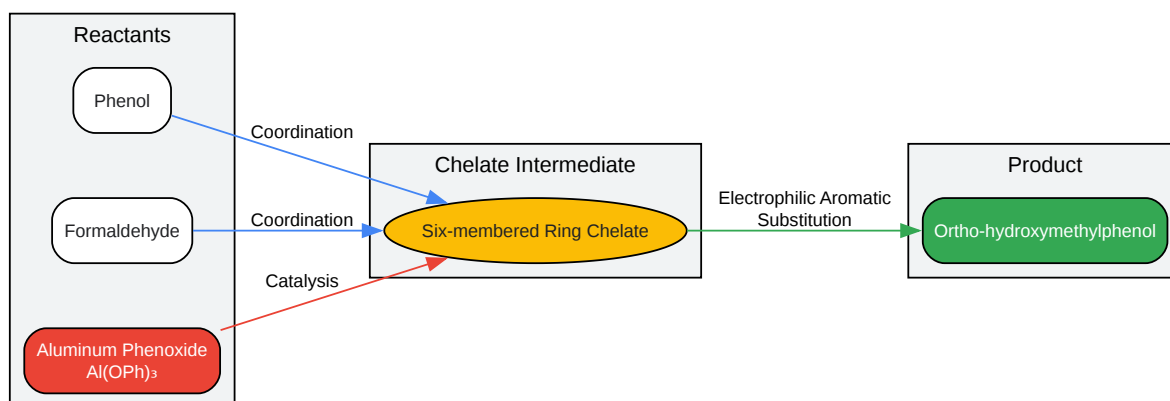 Reactants
Phenol
Formaldehyde
Aluminum Phenoxide
Al(OPh)₃
Coordination
Coordination
Catalysis
Chelate Intermediate
Six-membered Ring Chelate
Electrophilic Aromatic
Substitution
Product
Ortho-hydroxymethylphenol